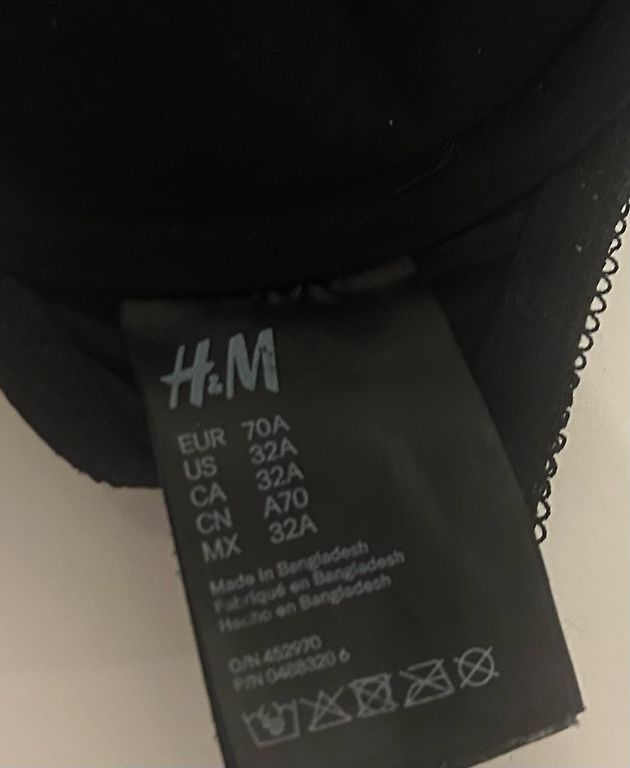 H&M
EUR 70A
US 32A
CA 32A
CN A70
MX 32A
Made in Bangladesh
Fabriqué en Bangladesh
Hecho en Bangladesh
O/N 452970
P/N 0468320 6